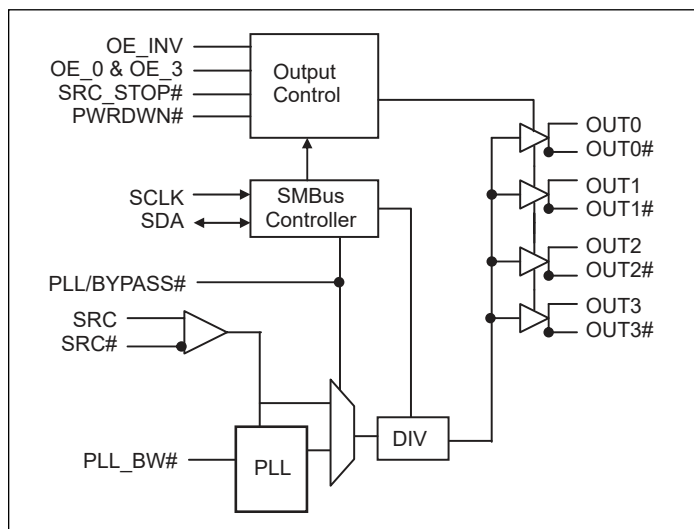 OE_INV
OE_0 & OE_3
SRC_STOP#
PWRDWN#
Output
Control
OUT0
OUT0#
OUT1
OUT1#
OUT2
OUT2#
OUT3
OUT3#
SCLK
SDA
SMBus
Controller
PLL/BYPASS#
SRC
SRC#
PLL_BW#
PLL
DIV